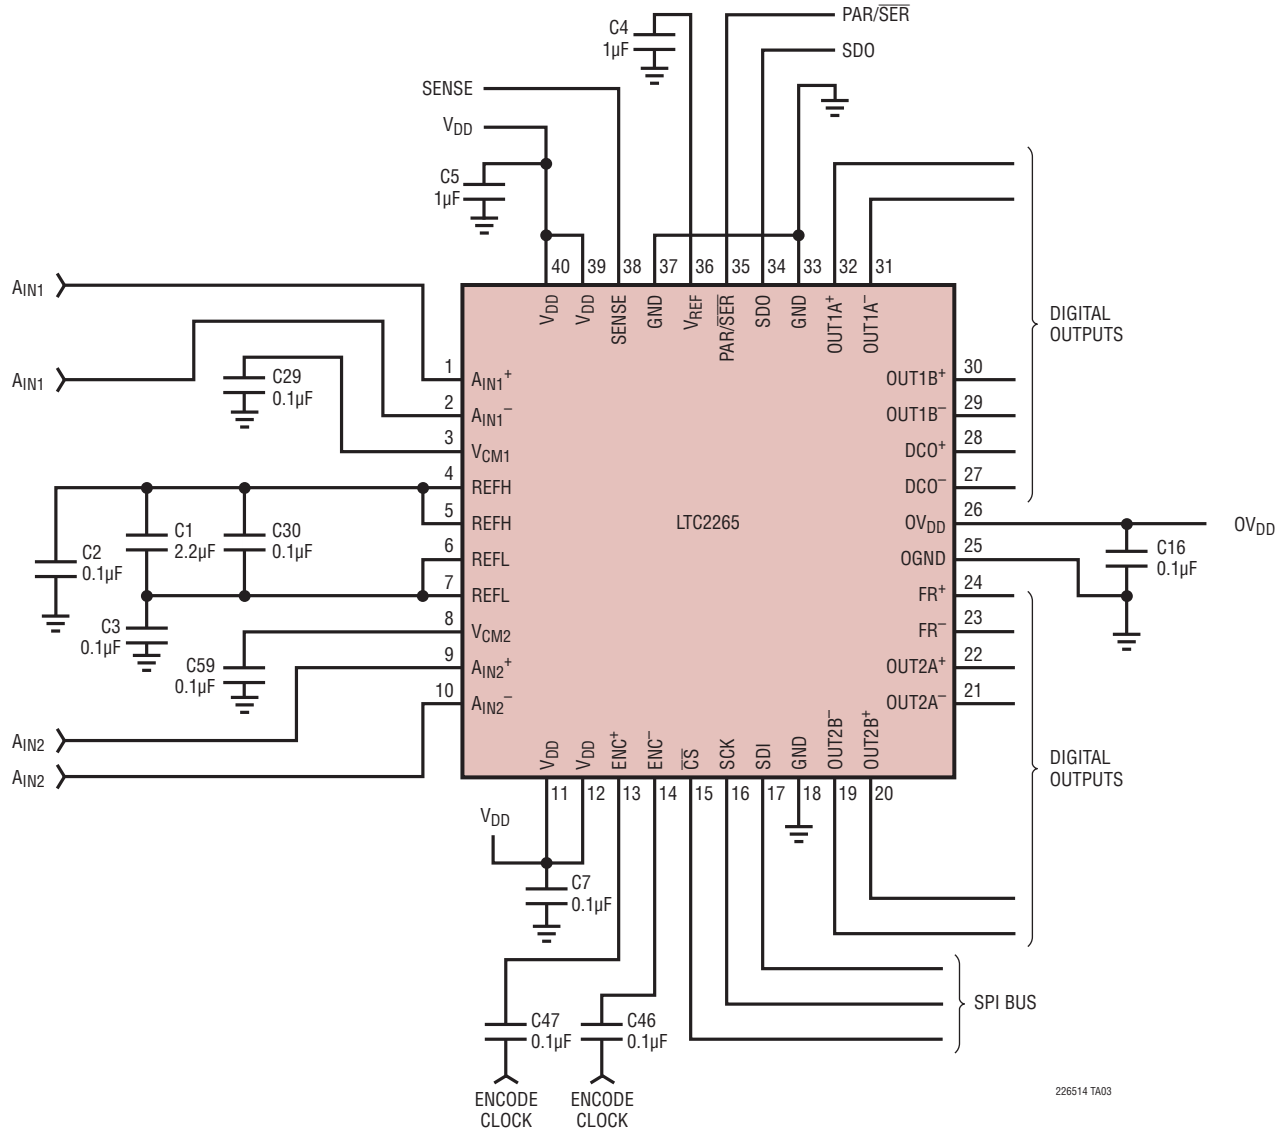 PAR/SER
SDO
C4
1µF
SENSE
VDD
C5
1µF
40
39
38
37
36
35
34
33
32
31
VDD
VDD
SENSE
GND
VREF
PAR/SER
SDO
GND
OUT1A+
OUT1A–
DIGITAL
OUTPUTS
AIN1
AIN1
C29
0.1µF
1
AIN1+
2
AIN1–
3
VCM1
4
REFH
5
REFH
6
REFL
7
REFL
8
VCM2
9
AIN2+
10
AIN2–
C2
0.1µF
C1
2.2µF
C30
0.1µF
C3
0.1µF
C59
0.1µF
AIN2
AIN2
LTC2265
OUT1B+
30
OUT1B–
29
DCO+
28
DCO–
27
OVDD
26
OGND
25
FR+
24
FR–
23
OUT2A+
22
OUT2A–
21
OVDD
C16
0.1µF
VDD
VDD
ENC+
ENC–
CS
SCK
SDI
GND
OUT2B–
OUT2B+
11
12
13
14
15
16
17
18
19
20
DIGITAL
OUTPUTS
VDD
C7
0.1µF
C47
0.1µF
C46
0.1µF
SPI BUS
ENCODE
CLOCK
ENCODE
CLOCK
226514 TA03